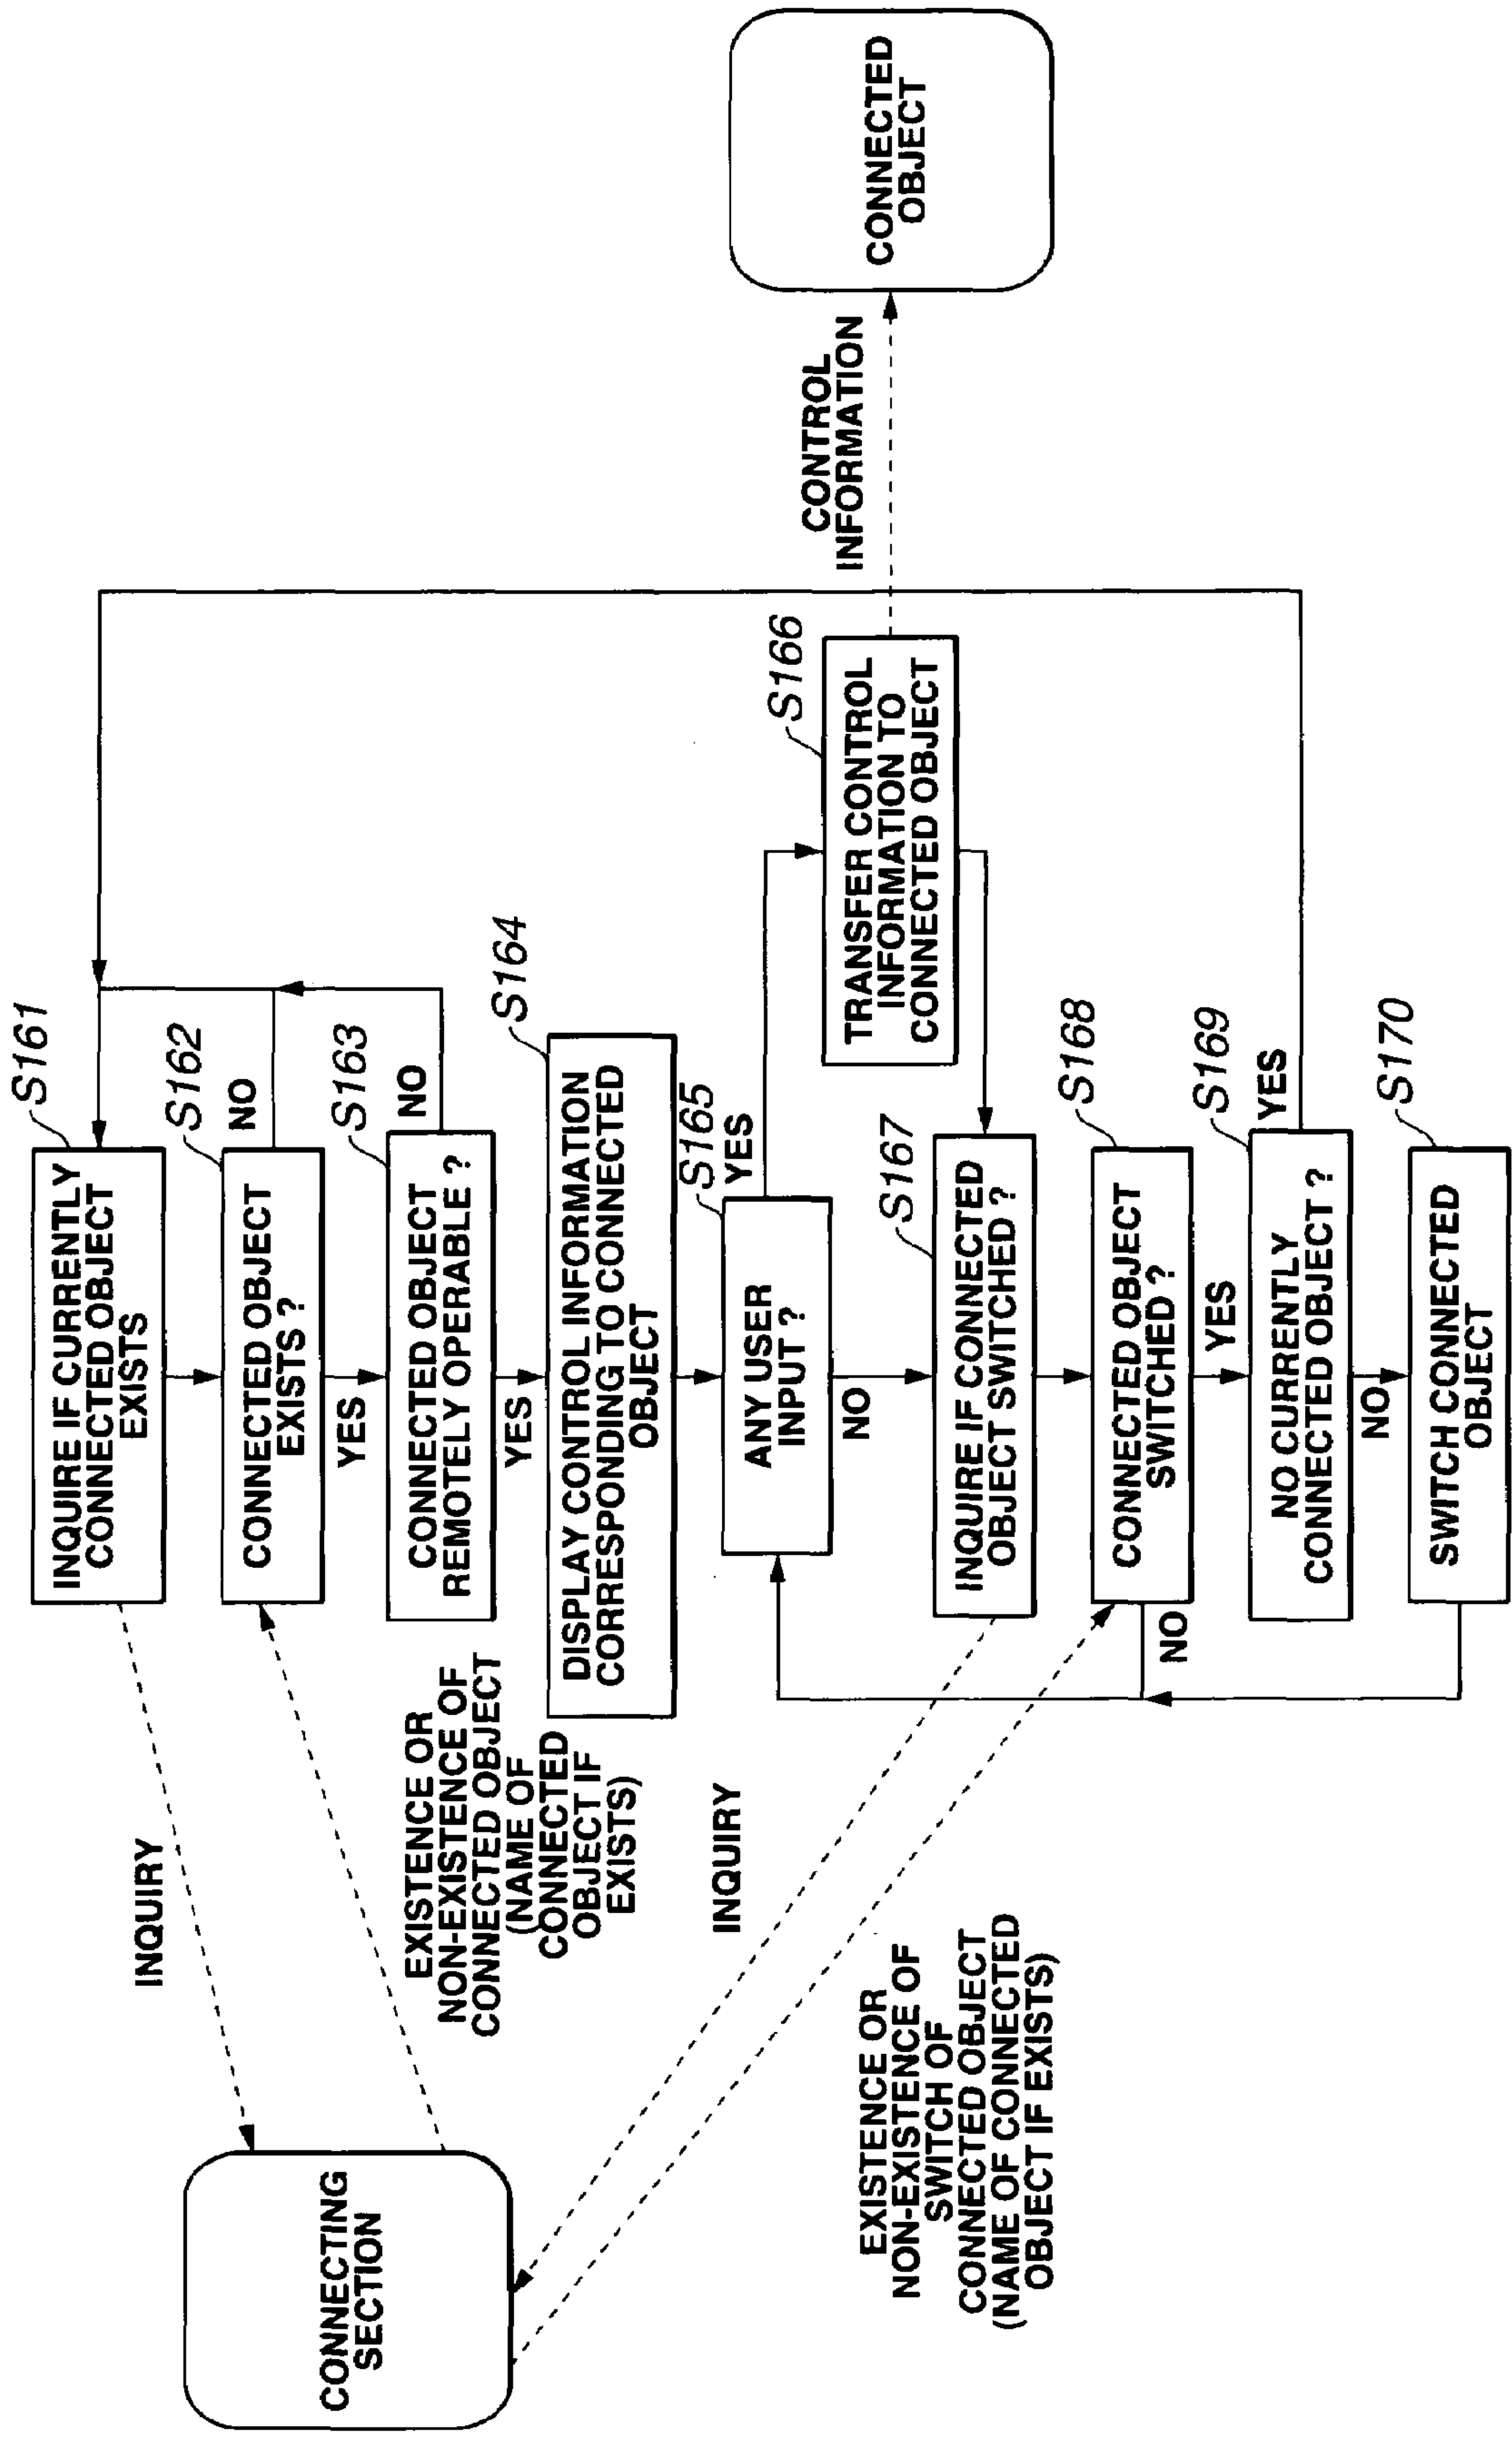 S161
INQUIRE IF CURRENTLY
CONNECTED OBJECT
EXISTS
S162
CONNECTED OBJECT
EXISTS ?
NO
YES
S163
CONNECTED OBJECT
REMOTELY OPERABLE ?
NO
YES
S164
DISPLAY CONTROL INFORMATION
CORRESPONDING TO CONNECTED
OBJECT
S165
ANY USER
INPUT ?
YES
NO
S166
TRANSFER CONTROL
INFORMATION TO
CONNECTED OBJECT
CONTROL
INFORMATION
CONNECTED
OBJECT
S167
INQUIRE IF CONNECTED
OBJECT SWITCHED ?
S168
CONNECTED OBJECT
SWITCHED ?
NO
YES
S169
NO CURRENTLY
CONNECTED OBJECT ?
YES
NO
S170
SWITCH CONNECTED
OBJECT
CONNECTING
SECTION
INQUIRY
EXISTENCE OR
NON-EXISTENCE OF
CONNECTED OBJECT
(NAME OF
CONNECTED
OBJECT IF
EXISTS)
INQUIRY
EXISTENCE OR
NON-EXISTENCE OF
SWITCH OF
CONNECTED OBJECT
(NAME OF CONNECTED
OBJECT IF EXISTS)